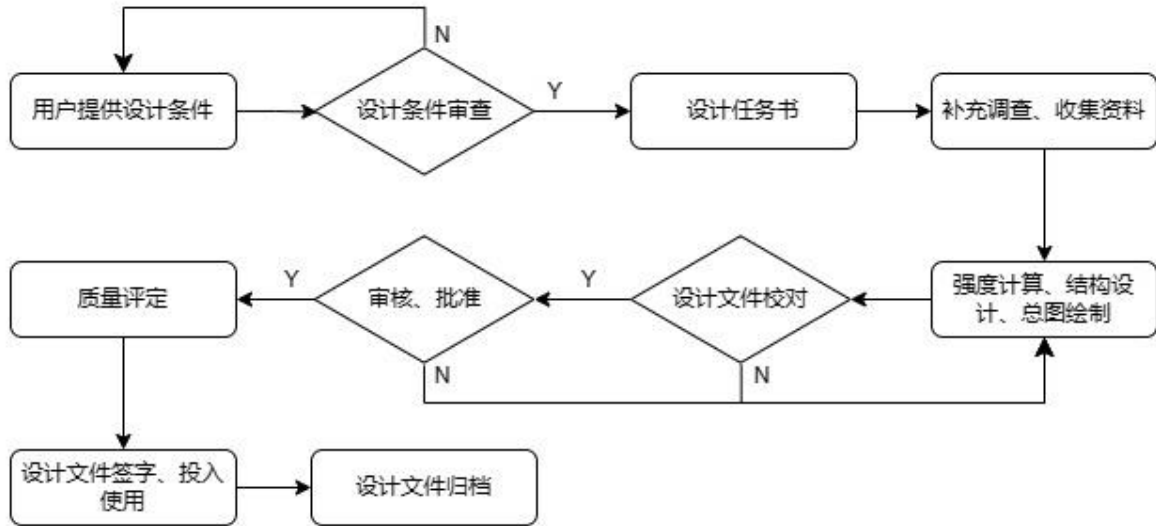 N
用户提供设计条件
设计条件审查
Y
设计任务书
补充调查、收集资料
质量评定
Y
审核、批准
Y
设计文件校对
强度计算、结构设
计、总图绘制
N
N
设计文件签字、投入
使用
设计文件归档